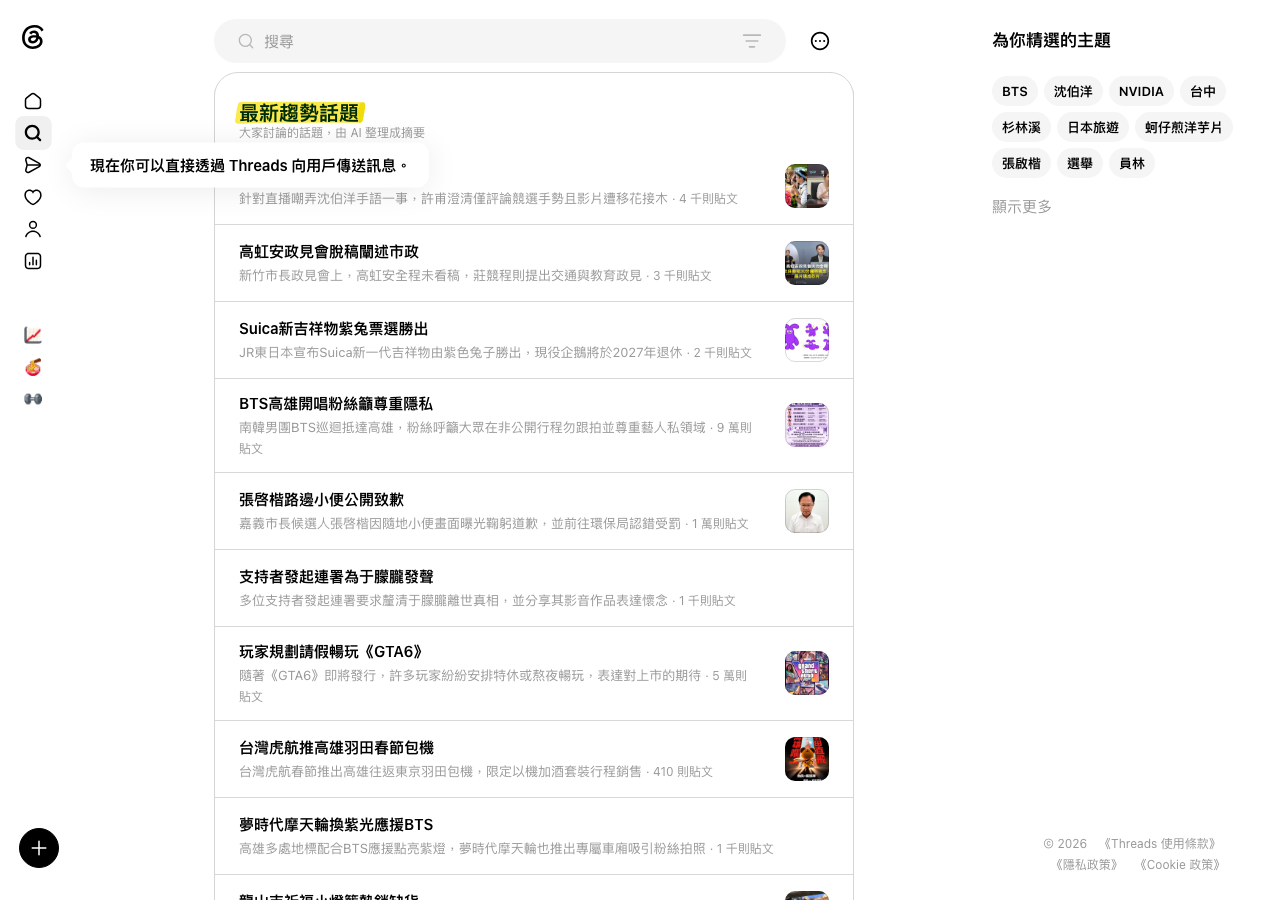 搜尋
最新趨勢話題
大家討論的話題，由 AI 整理成摘要
現在你可以直接透過 Threads 向用戶傳送訊息。
針對直播嘲弄沈伯洋手語一事，許甫澄清僅評論競選手勢且影片遭移花接木 · 4 千則貼文
高虹安政見會脫稿闡述市政
新竹市長政見會上，高虹安全程未看稿，莊競程則提出交通與教育政見 · 3 千則貼文
Suica新吉祥物紫兔票選勝出
JR東日本宣布Suica新一代吉祥物由紫色兔子勝出，現役企鵝將於2027年退休 · 2 千則貼文
BTS高雄開唱粉絲籲尊重隱私
南韓男團BTS巡迴抵達高雄，粉絲呼籲大眾在非公開行程勿跟拍並尊重藝人私領域 · 9 萬則
貼文
張啓楷路邊小便公開致歉
嘉義市長候選人張啓楷因隨地小便畫面曝光鞠躬道歉，並前往環保局認錯受罰 · 1 萬則貼文
支持者發起連署為于朦朧發聲
多位支持者發起連署要求釐清于朦朧離世真相，並分享其影音作品表達懷念 · 1 千則貼文
玩家規劃請假暢玩《GTA6》
隨著《GTA6》即將發行，許多玩家紛紛安排特休或熬夜暢玩，表達對上市的期待 · 5 萬則
貼文
台灣虎航推高雄羽田春節包機
台灣虎航春節推出高雄往返東京羽田包機，限定以機加酒套裝行程銷售 · 410 則貼文
夢時代摩天輪換紫光應援BTS
高雄多處地標配合BTS應援點亮紫燈，夢時代摩天輪也推出專屬車廂吸引粉絲拍照 · 1 千則貼文
為你精選的主題
BTS 沈伯洋 NVIDIA 台中
杉林溪 日本旅遊 蚵仔煎洋芋片
張啟楷 選舉 員林
顯示更多
© 2026 《Threads 使用條款》
《隱私政策》 《Cookie 政策》